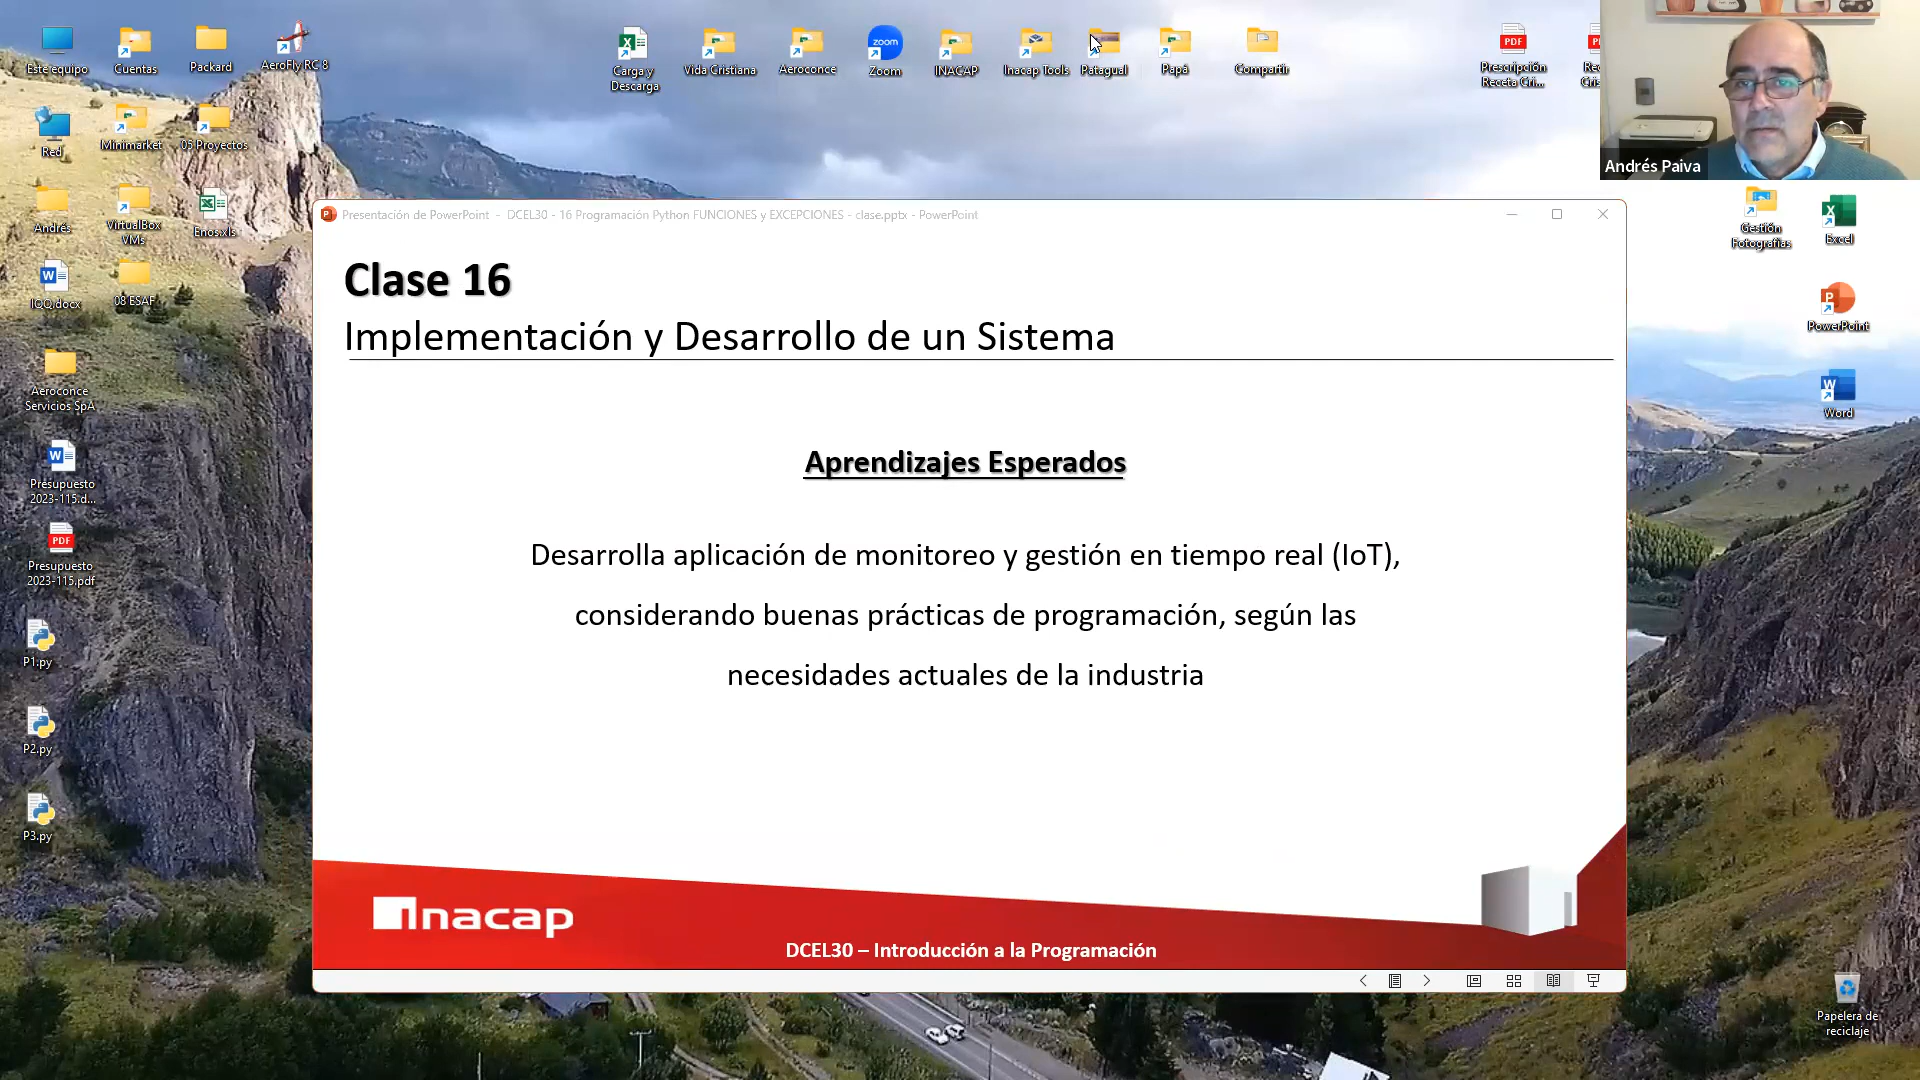 Este equipo
Cuentas
Packard
AeroFly RC 8
Carga y
Descarga
Vida Cristiana
Aeroconce
zoom
Zoom
INACAP
Inacap Tools
Patagual
Papá
Compartir
PDF
Prescripción
Receta Cri...
Andrés Paiva
Red
Minimarket
05 Proyectos
Andrés
VirtualBox
VMs
Enos.xls
Gestión
Fotografías
Excel
08 ESAF
PowerPoint
Aeroconce
Servicios SpA
Word
Presupuesto
2023-115.d...
PDF
Presupuesto
2023-115.pdf
P1.py
P2.py
P3.py
Papelera de
reciclaje
Presentación de PowerPoint - DCEL30 - 16 Programación Python FUNCIONES y EXCEPCIONES - clase.pptx - PowerPoint
Clase 16
Implementación y Desarrollo de un Sistema
Aprendizajes Esperados
Desarrolla aplicación de monitoreo y gestión en tiempo real (IoT),
considerando buenas prácticas de programación, según las
necesidades actuales de la industria
Inacap
DCEL30 – Introducción a la Programación